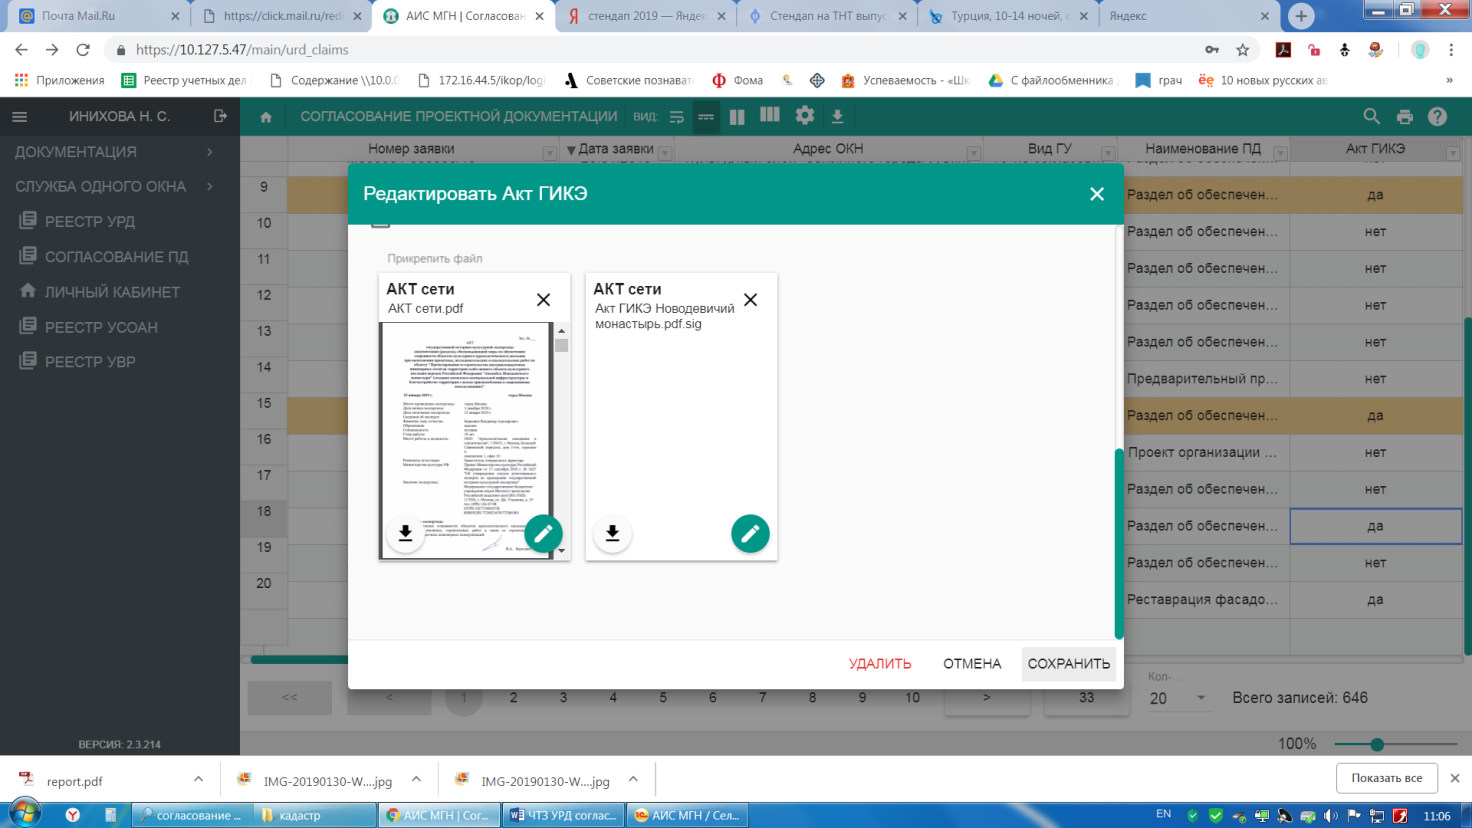 Почта Mail.Ru
https://click.mail.ru/redi
АИС МГН | Согласован
стендап 2019 — Яндек
Стендап на ТНТ выпус
Турция, 10-14 ночей, с
Яндекс
https://10.127.5.47/main/urd_claims
Приложения
Реестр учетных дел
Содержание \\10.0.0
172.16.44.5/ikop/logi
Советские познават
Фома
Успеваемость - «Шк
С файлообменника
грач
10 новых русских ав
»
ИНИХОВА Н. С.
СОГЛАСОВАНИЕ ПРОЕКТНОЙ ДОКУМЕНТАЦИИ
ВИД:
ДОКУМЕНТАЦИЯ
СЛУЖБА ОДНОГО ОКНА
РЕЕСТР УРД
СОГЛАСОВАНИЕ ПД
ЛИЧНЫЙ КАБИНЕТ
РЕЕСТР УСОАН
РЕЕСТР УВР
ВЕРСИЯ: 2.3.214
Номер заявки
Дата заявки
Адрес ОКН
Вид ГУ
Наименование ПД
Акт ГИКЭ
9
Раздел об обеспечен...
да
10
Раздел об обеспечен...
нет
11
Раздел об обеспечен...
нет
12
Раздел об обеспечен...
нет
13
Раздел об обеспечен...
нет
14
Предварительный пр...
нет
15
Раздел об обеспечен...
да
16
Проект организации ...
нет
17
Раздел об обеспечен...
нет
18
Раздел об обеспечен...
да
19
Раздел об обеспечен...
нет
20
Реставрация фасадо...
да
Редактировать Акт ГИКЭ
Прикрепить файл
АКТ сети
АКТ сети.pdf
АКТ
25 января 2019 г.
город Москва
АКТ сети
Акт ГИКЭ Новодевичий
монастырь.pdf.sig
УДАЛИТЬ
ОТМЕНА
СОХРАНИТЬ
<<
<
1
2
3
4
5
6
7
8
9
10
>
33
Кол-...
20
Всего записей: 646
100%
report.pdf
IMG-20190130-W....jpg
IMG-20190130-W....jpg
Показать все
согласование ...
кадастр
АИС МГН | Сог...
ЧТЗ УРД соглас...
АИС МГН / Сел...
EN
11:06